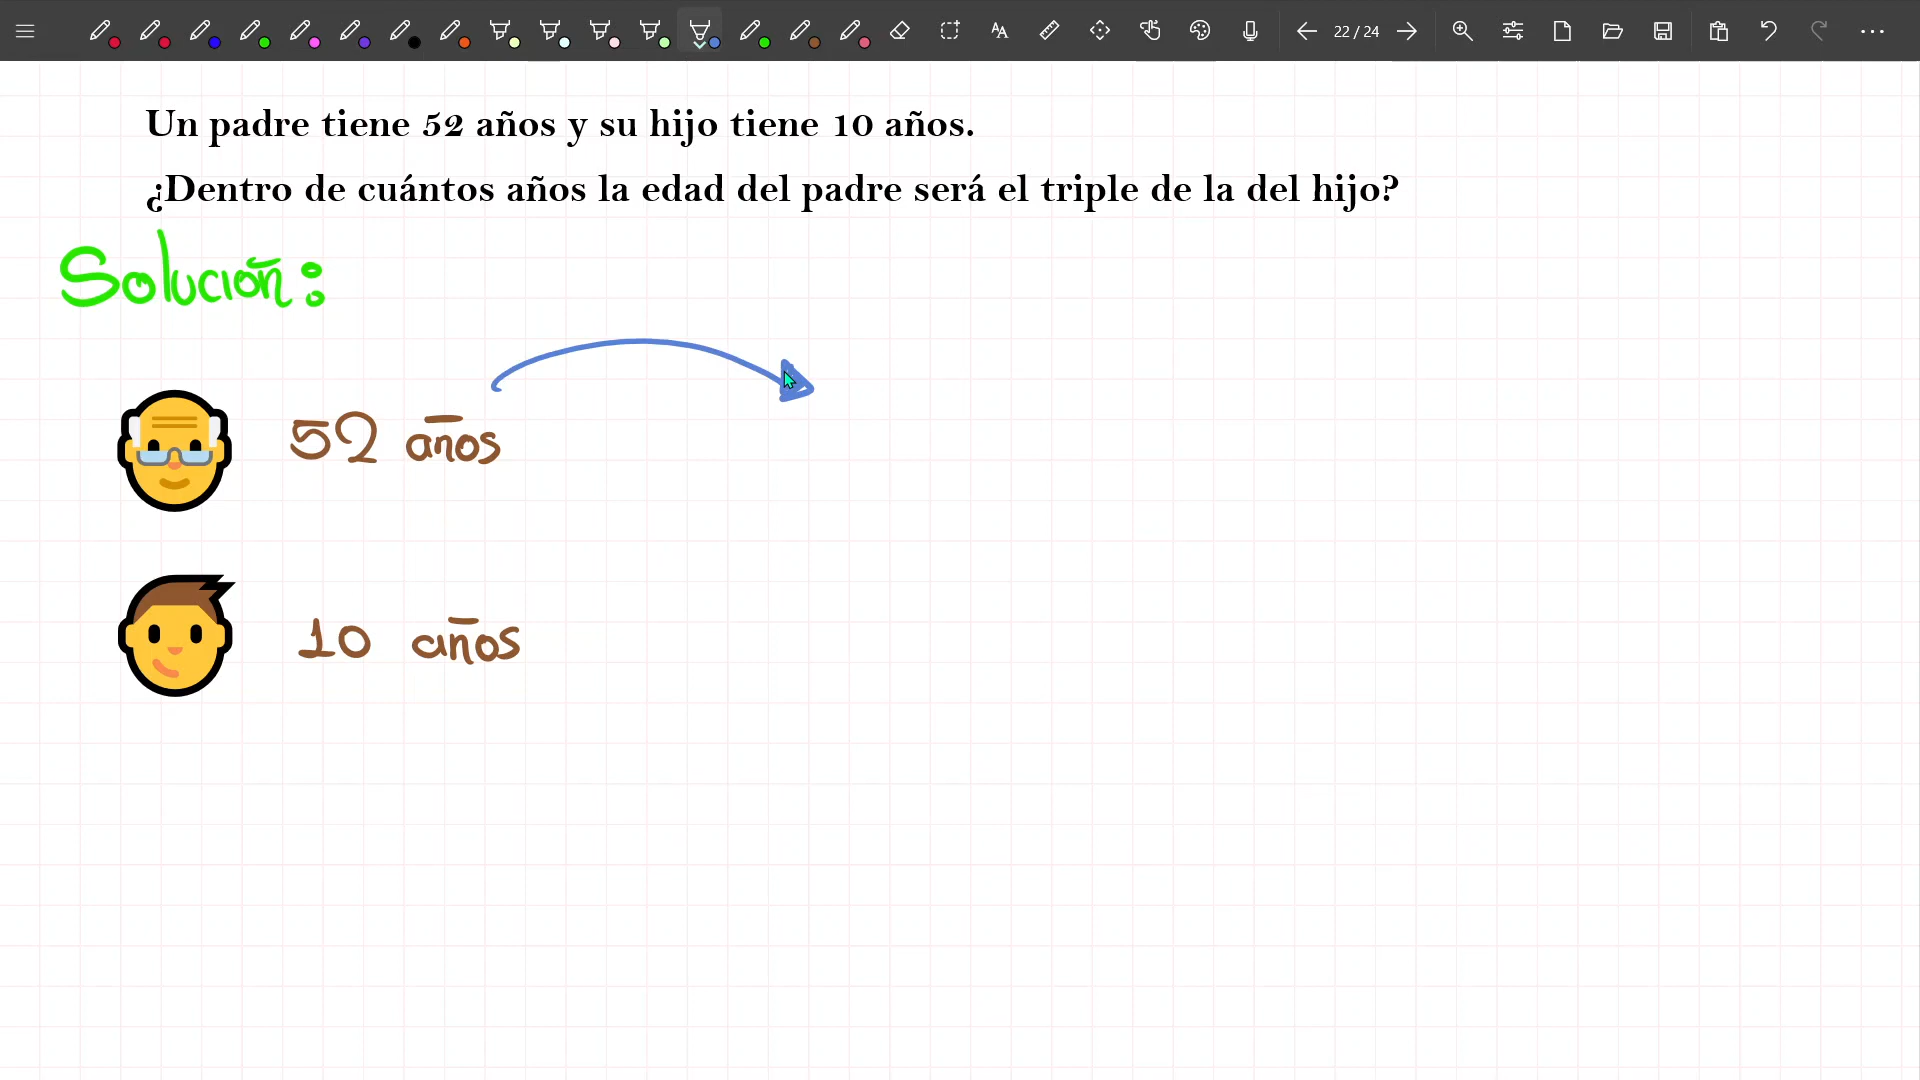 22 / 24
Un padre tiene 52 años y su hijo tiene 10 años.
¿Dentro de cuántos años la edad del padre será el triple de la del hijo?
Solución:
52 años
10 años